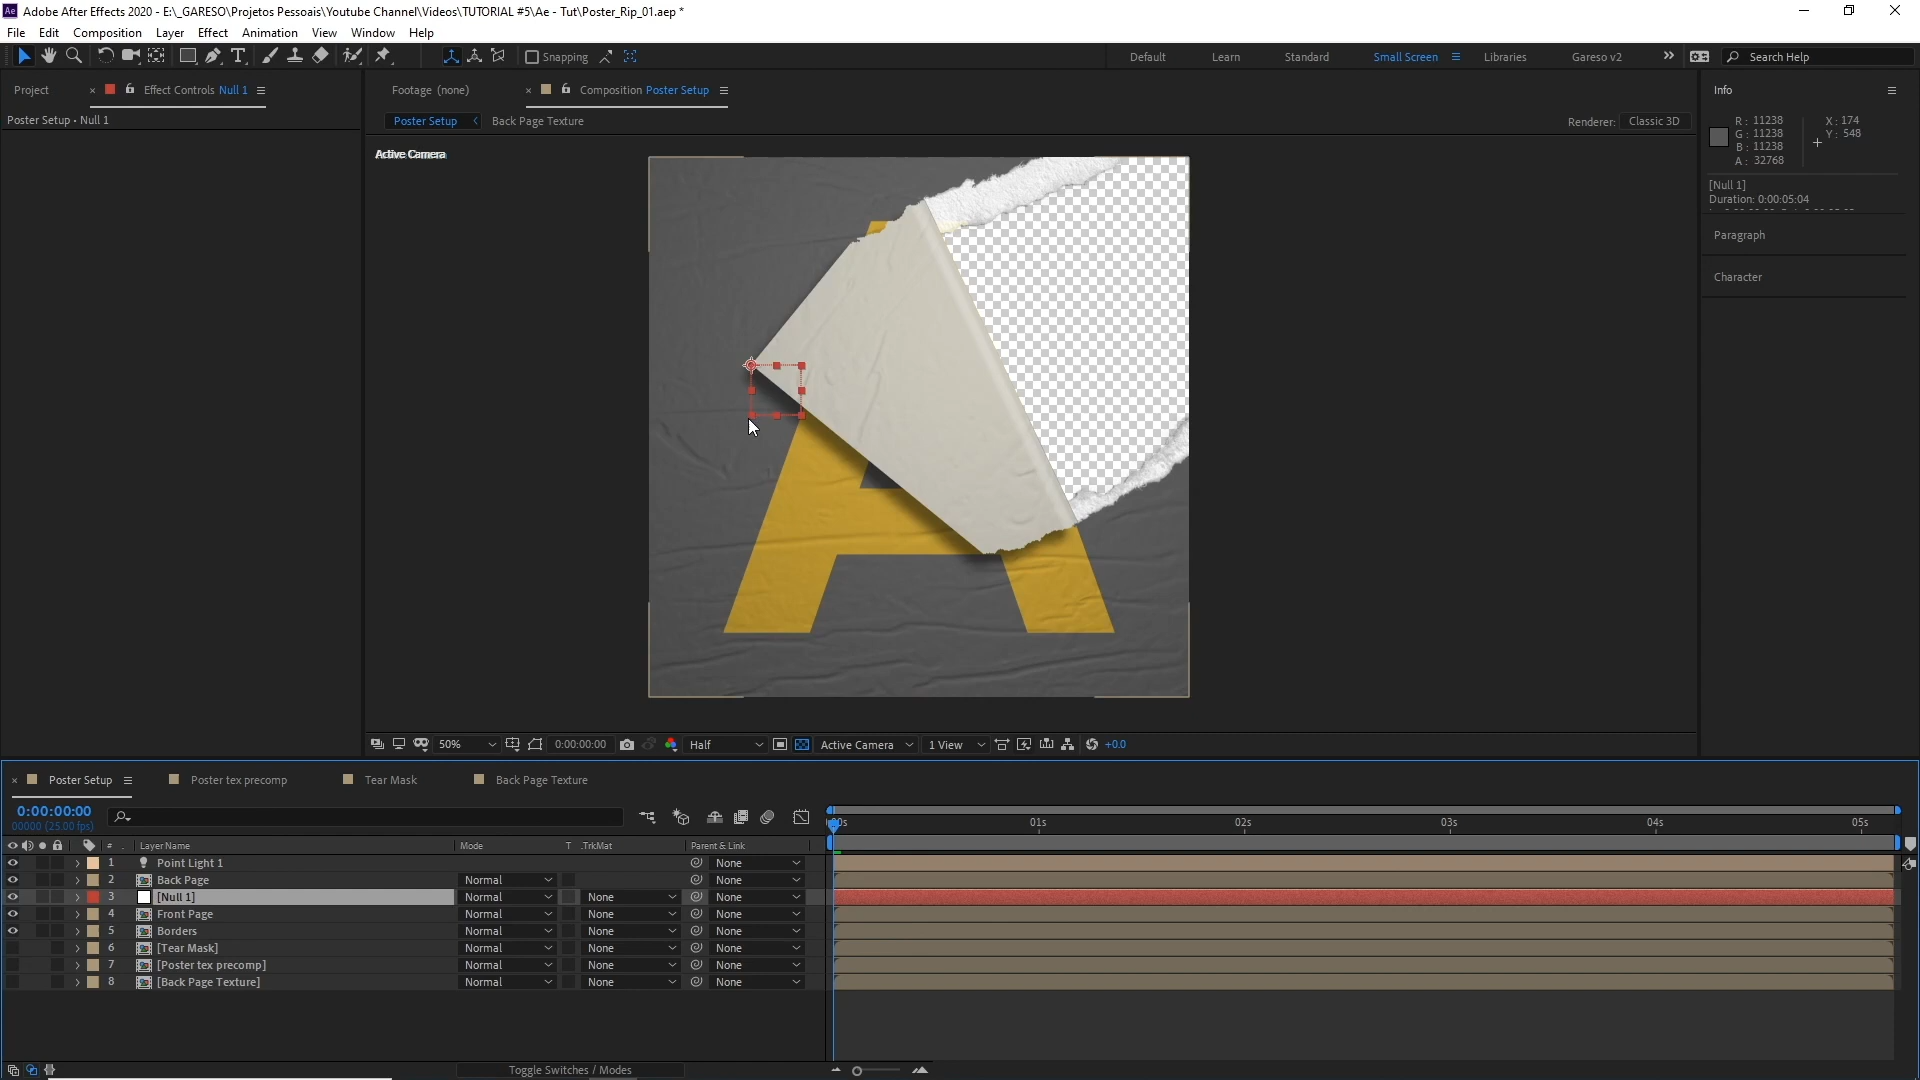 Ae Adobe After Effects 2020 - E:\_GARESO\Projetos Pessoais\Youtube Channel\Videos\TUTORIAL #5\Ae - Tut\Poster_Rip_01.aep *
File Edit Composition Layer Effect Animation View Window Help
T Snapping Default Learn Standard Small Screen Libraries Gareso v2 Search Help
Project Effect Controls Null 1 Footage (none) Composition Poster Setup Info
Poster Setup • Null 1 Poster Setup Back Page Texture Renderer: Classic 3D
Active Camera
R: 11238 X: 174
G: 11238 Y: 548
B: 11238
A: 32768
[Null 1]
Duration: 0:00:05:04
Paragraph
Character
A
50% 0:00:00:00 Half Active Camera 1 View +0.0
Poster Setup Poster tex precomp Tear Mask Back Page Texture
0:00:00:00
00000 (25.00 fps)
00s 01s 02s 03s 04s 05s
# Layer Name Mode T .TrkMat Parent & Link
1 Point Light 1 None
2 Back Page Normal None
3 [Null 1] Normal None None
4 Front Page Normal None None
5 Borders Normal None None
6 [Tear Mask] Normal None None
7 [Poster tex precomp] Normal None None
8 [Back Page Texture] Normal None None
Toggle Switches / Modes